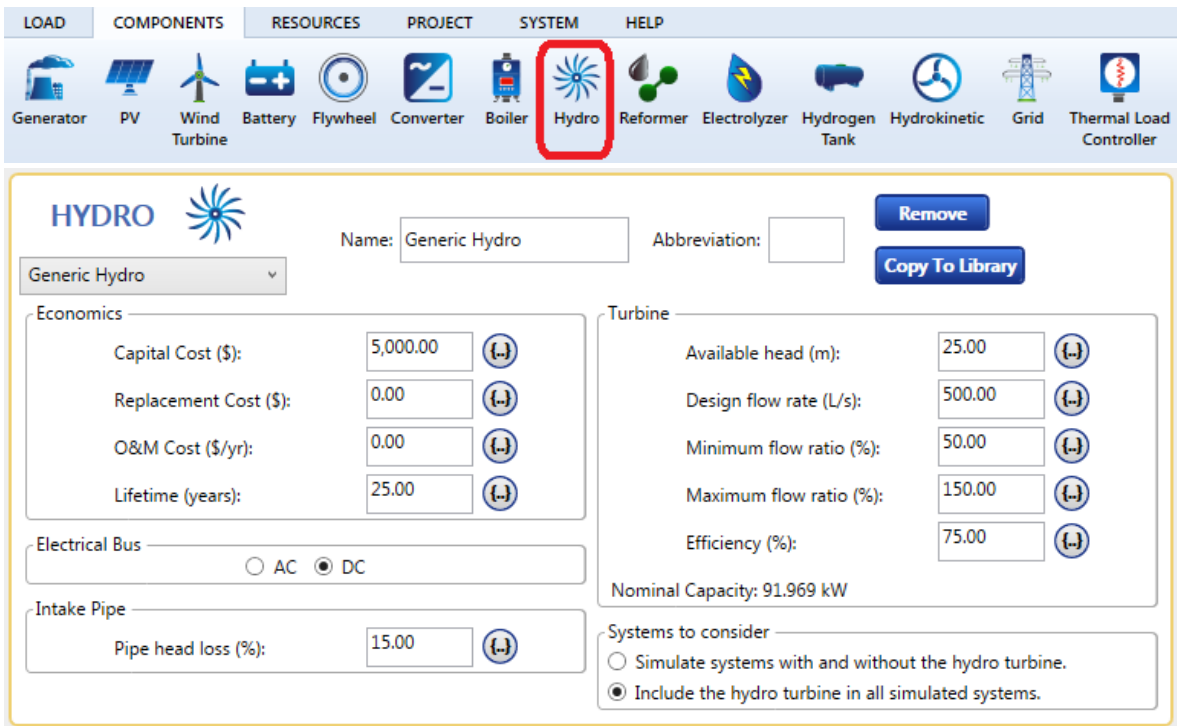 LOAD COMPONENTS RESOURCES PROJECT SYSTEM HELP
Generator PV Wind Turbine Battery Flywheel Converter Boiler Hydro Reformer Electrolyzer Hydrogen Tank Hydrokinetic Grid Thermal Load Controller
HYDRO
Name: Generic Hydro Abbreviation:
Remove
Copy To Library
Generic Hydro
Economics
Capital Cost ($): 5,000.00 {..}
Replacement Cost ($): 0.00 {..}
O&M Cost ($/yr): 0.00 {..}
Lifetime (years): 25.00 {..}
Electrical Bus
AC DC
Intake Pipe
Pipe head loss (%): 15.00 {..}
Turbine
Available head (m): 25.00 {..}
Design flow rate (L/s): 500.00 {..}
Minimum flow ratio (%): 50.00 {..}
Maximum flow ratio (%): 150.00 {..}
Efficiency (%): 75.00 {..}
Nominal Capacity: 91.969 kW
Systems to consider
Simulate systems with and without the hydro turbine.
Include the hydro turbine in all simulated systems.